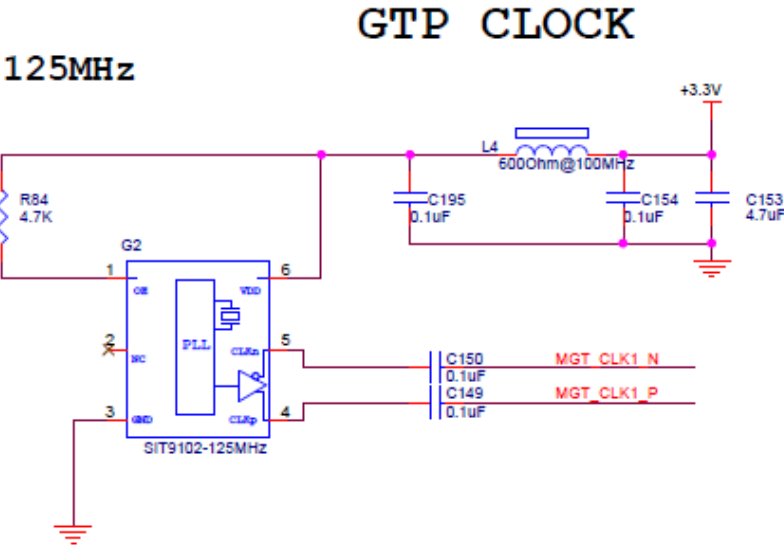 GTP CLOCK
125MHz
+3.3V
L4
600Ohm@100MHz
R84
4.7K
C195
0.1uF
C154
0.1uF
C153
4.7uF
G2
1
OE
VDD
6
2
NC
PLL
CLKn
5
3
GND
CLKp
4
SIT9102-125MHz
C150
0.1uF
MGT_CLK1_N
C149
0.1uF
MGT_CLK1_P